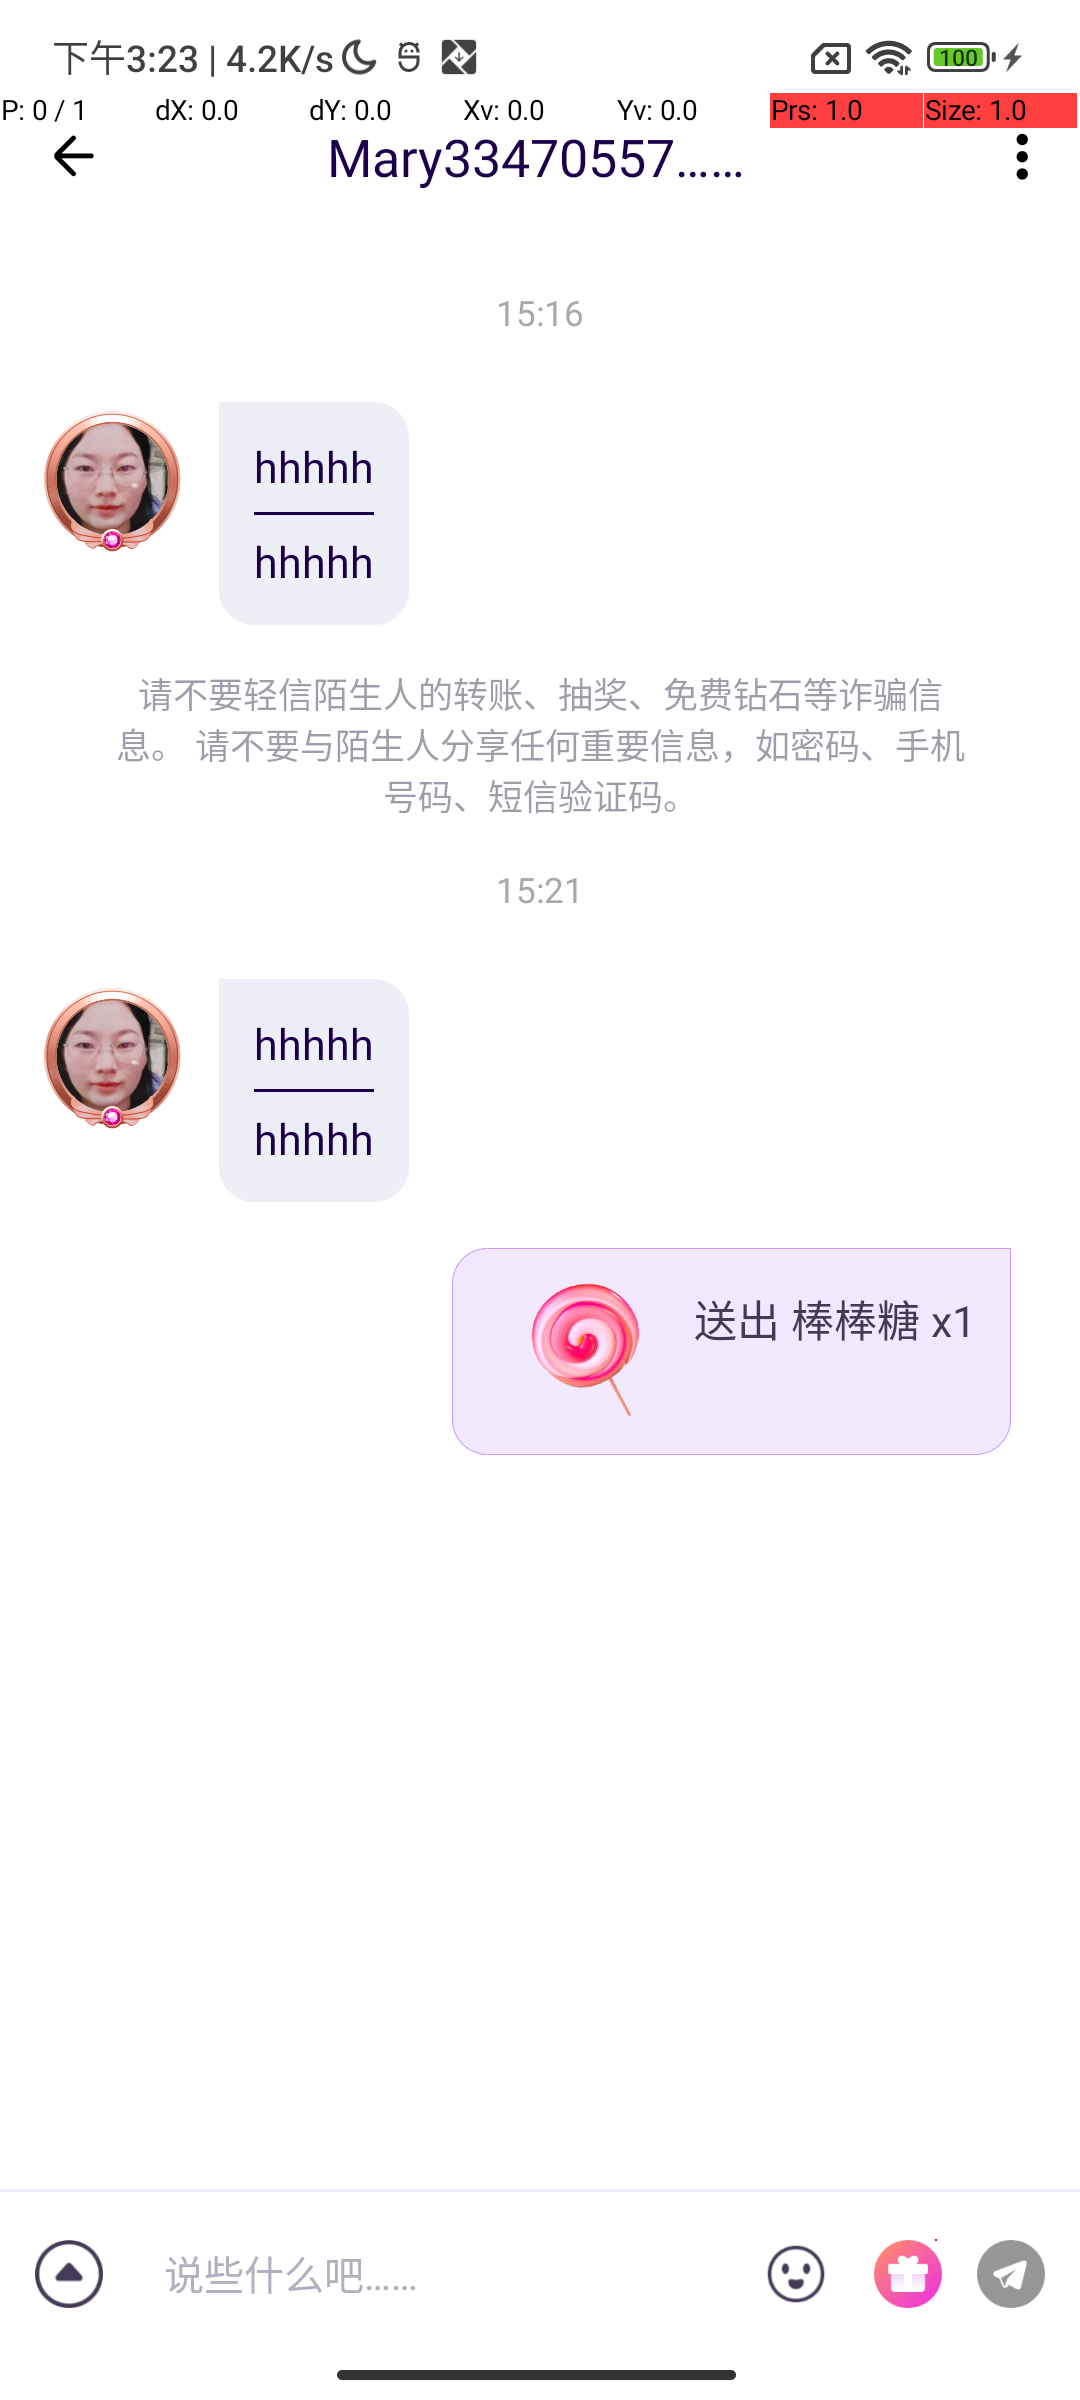 下午3:23 | 4.2K/s
100
P: 0 / 1 dX: 0.0 dY: 0.0 Xv: 0.0 Yv: 0.0 Prs: 1.0 Size: 1.0
Mary33470557......
15:16
hhhhh
hhhhh
请不要轻信陌生人的转账、抽奖、免费钻石等诈骗信
息。 请不要与陌生人分享任何重要信息，如密码、手机
号码、短信验证码。
15:21
hhhhh
hhhhh
送出 棒棒糖 x1
说些什么吧......